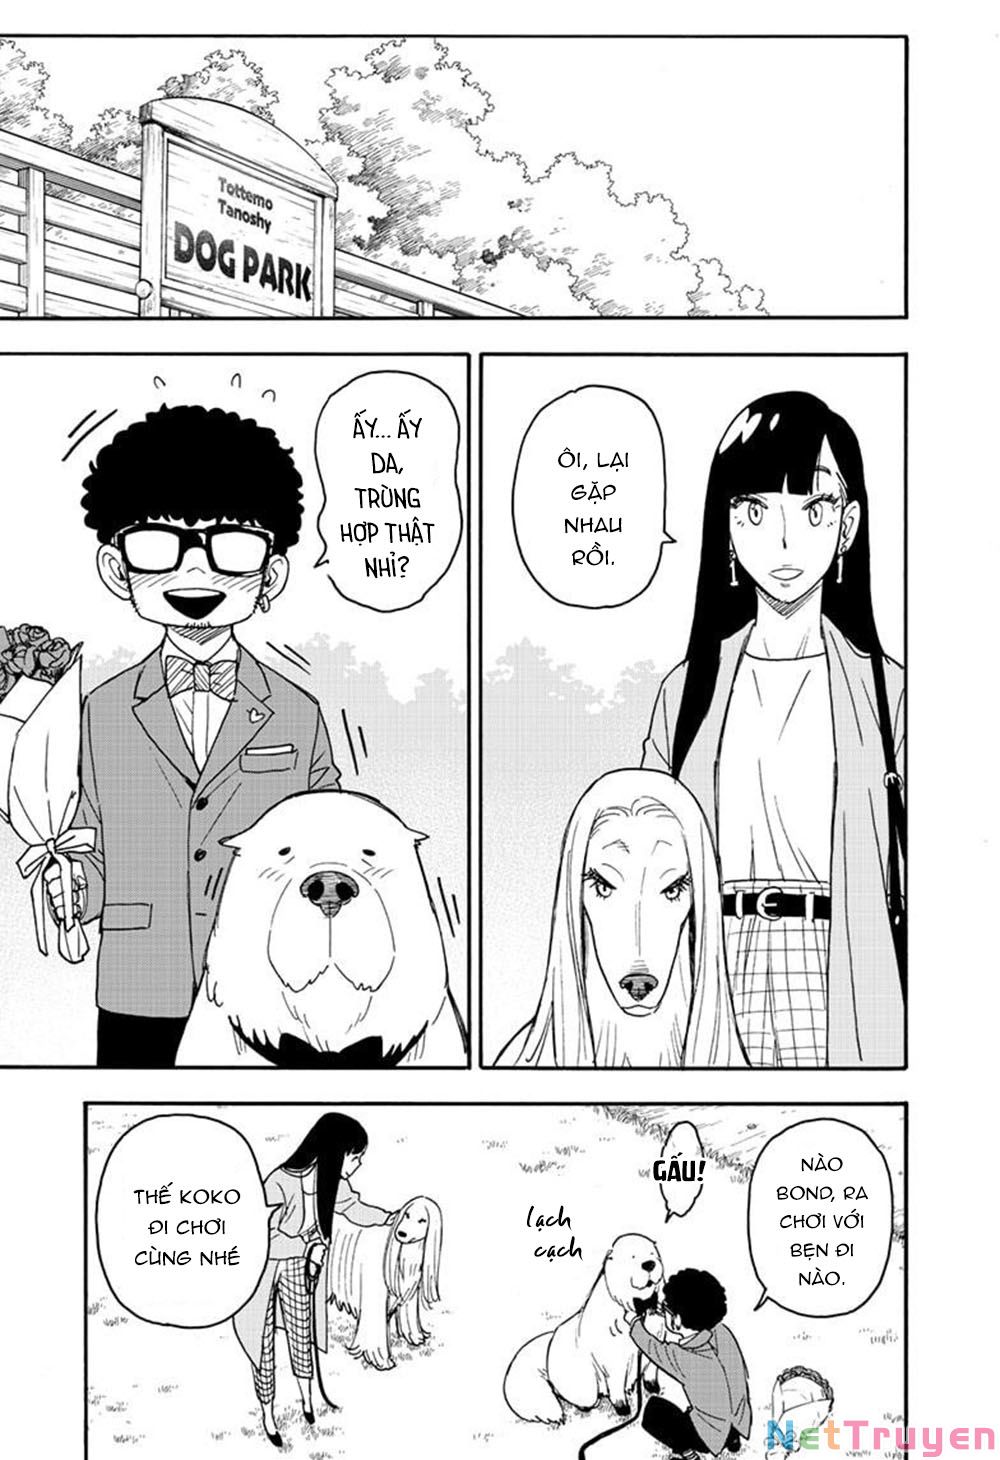 Tottemo
Tanoshy
DOG PARK
ÔI, LẠI
GẶP
NHAU
RỒI.
ẤY... ẤY
DA,
TRÙNG
HỢP THẬT
NHỈ?
NÀO
BOND, RA
CHƠI VỚI
BẸN ĐI
NÀO.
GẤU!
lạch
cạch
THẾ KOKO
ĐI CHƠI
CÙNG NHÉ
NetTruyen